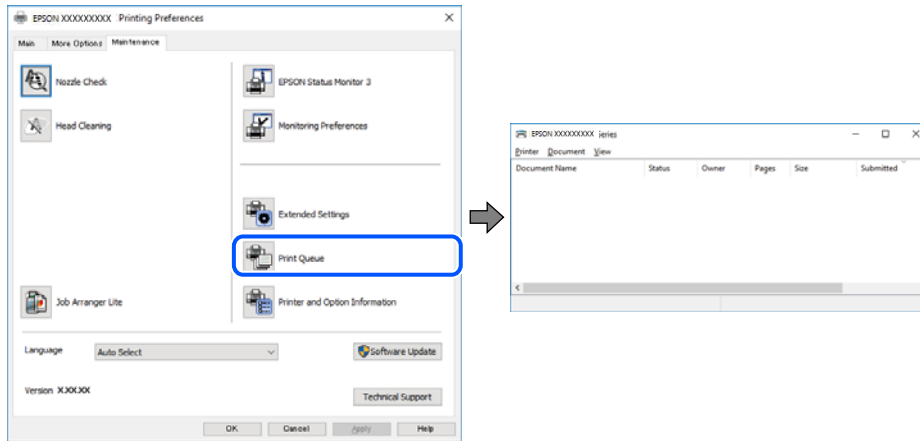 EPSON XXXXXXXXX Printing Preferences
Main More Options Maintenance
Nozzle Check
EPSON Status Monitor 3
Head Cleaning
Monitoring Preferences
Extended Settings
Print Queue
Job Arranger Lite
Printer and Option Information
Language Auto Select
Software Update
Version X.XX.XX
Technical Support
OK Cancel Apply Help
EPSON XXXXXXXXX ieries
Printer Document View
Document Name Status Owner Pages Size Submitted